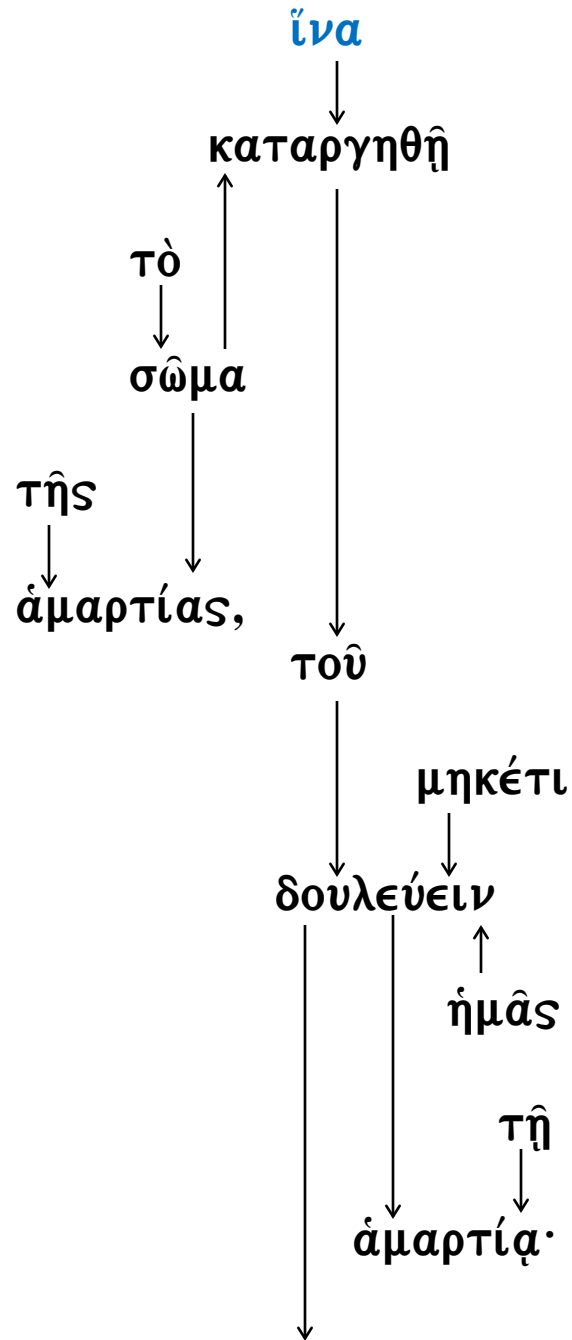 ἵνα
καταργηθῇ
τὸ
σῶμα
τῆς
ἁμαρτίας,
τοῦ
μηκέτι
δουλεύειν
ἡμᾶς
τῇ
ἁμαρτίᾳ·